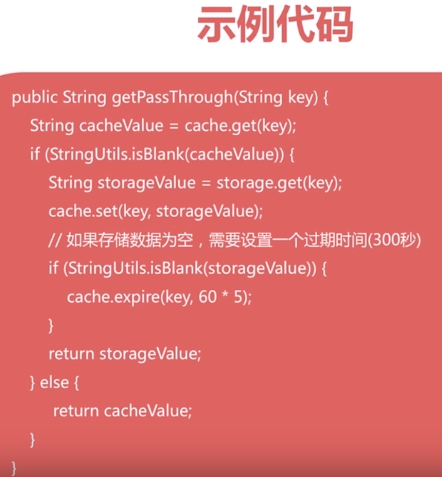 示例代码
public String getPassThrough(String key) {
String cacheValue = cache.get(key);
if (StringUtils.isBlank(cacheValue)) {
String storageValue = storage.get(key);
cache.set(key, storageValue);
// 如果存储数据为空，需要设置一个过期时间(300秒)
if (StringUtils.isBlank(storageValue)) {
cache.expire(key, 60 * 5);
}
return storageValue;
} else {
return cacheValue;
}
}